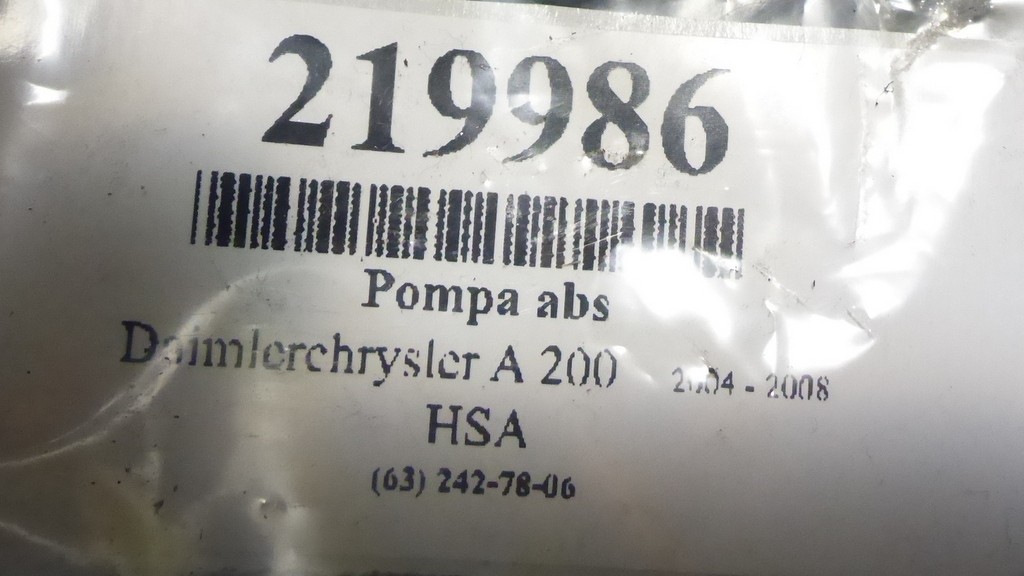 219986
Pompa abs
Daimlerchrysler A 200 2004 - 2008
HSA
(63) 242-78-06